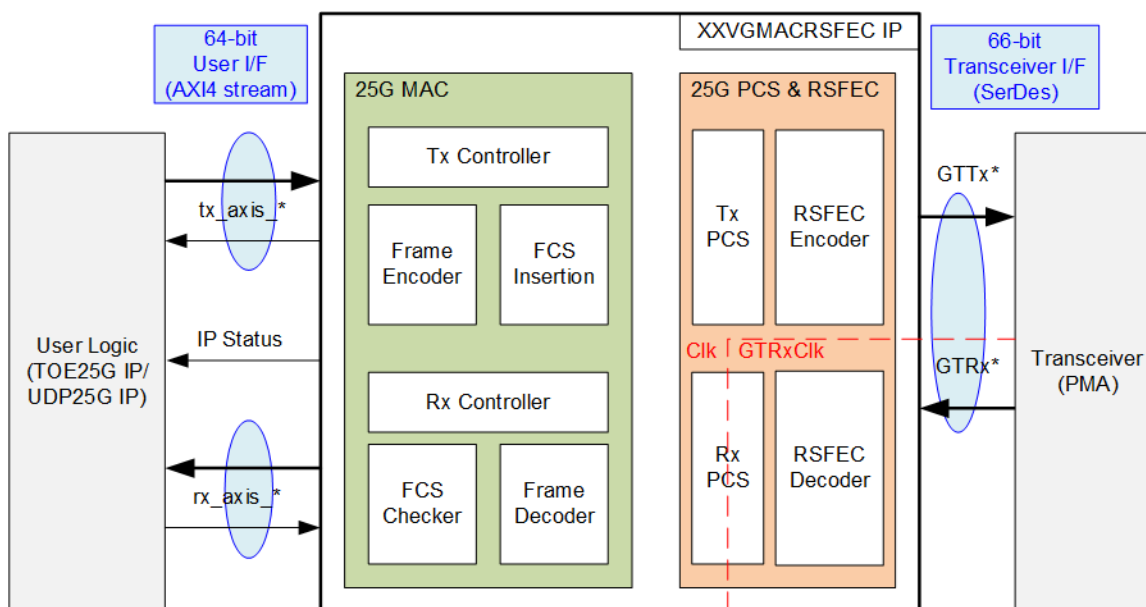 XXVGMACRSFEC IP
64-bit
User I/F
(AXI4 stream)
66-bit
Transceiver I/F
(SerDes)
25G MAC
25G PCS & RSFEC
Tx Controller
tx_axis_*
Frame
Encoder
FCS
Insertion
Tx
PCS
RSFEC
Encoder
GTTx*
IP Status
User Logic
(TOE25G IP/
UDP25G IP)
Clk
GTRxClk
GTRx*
Transceiver
(PMA)
Rx Controller
rx_axis_*
FCS
Checker
Frame
Decoder
Rx
PCS
RSFEC
Decoder